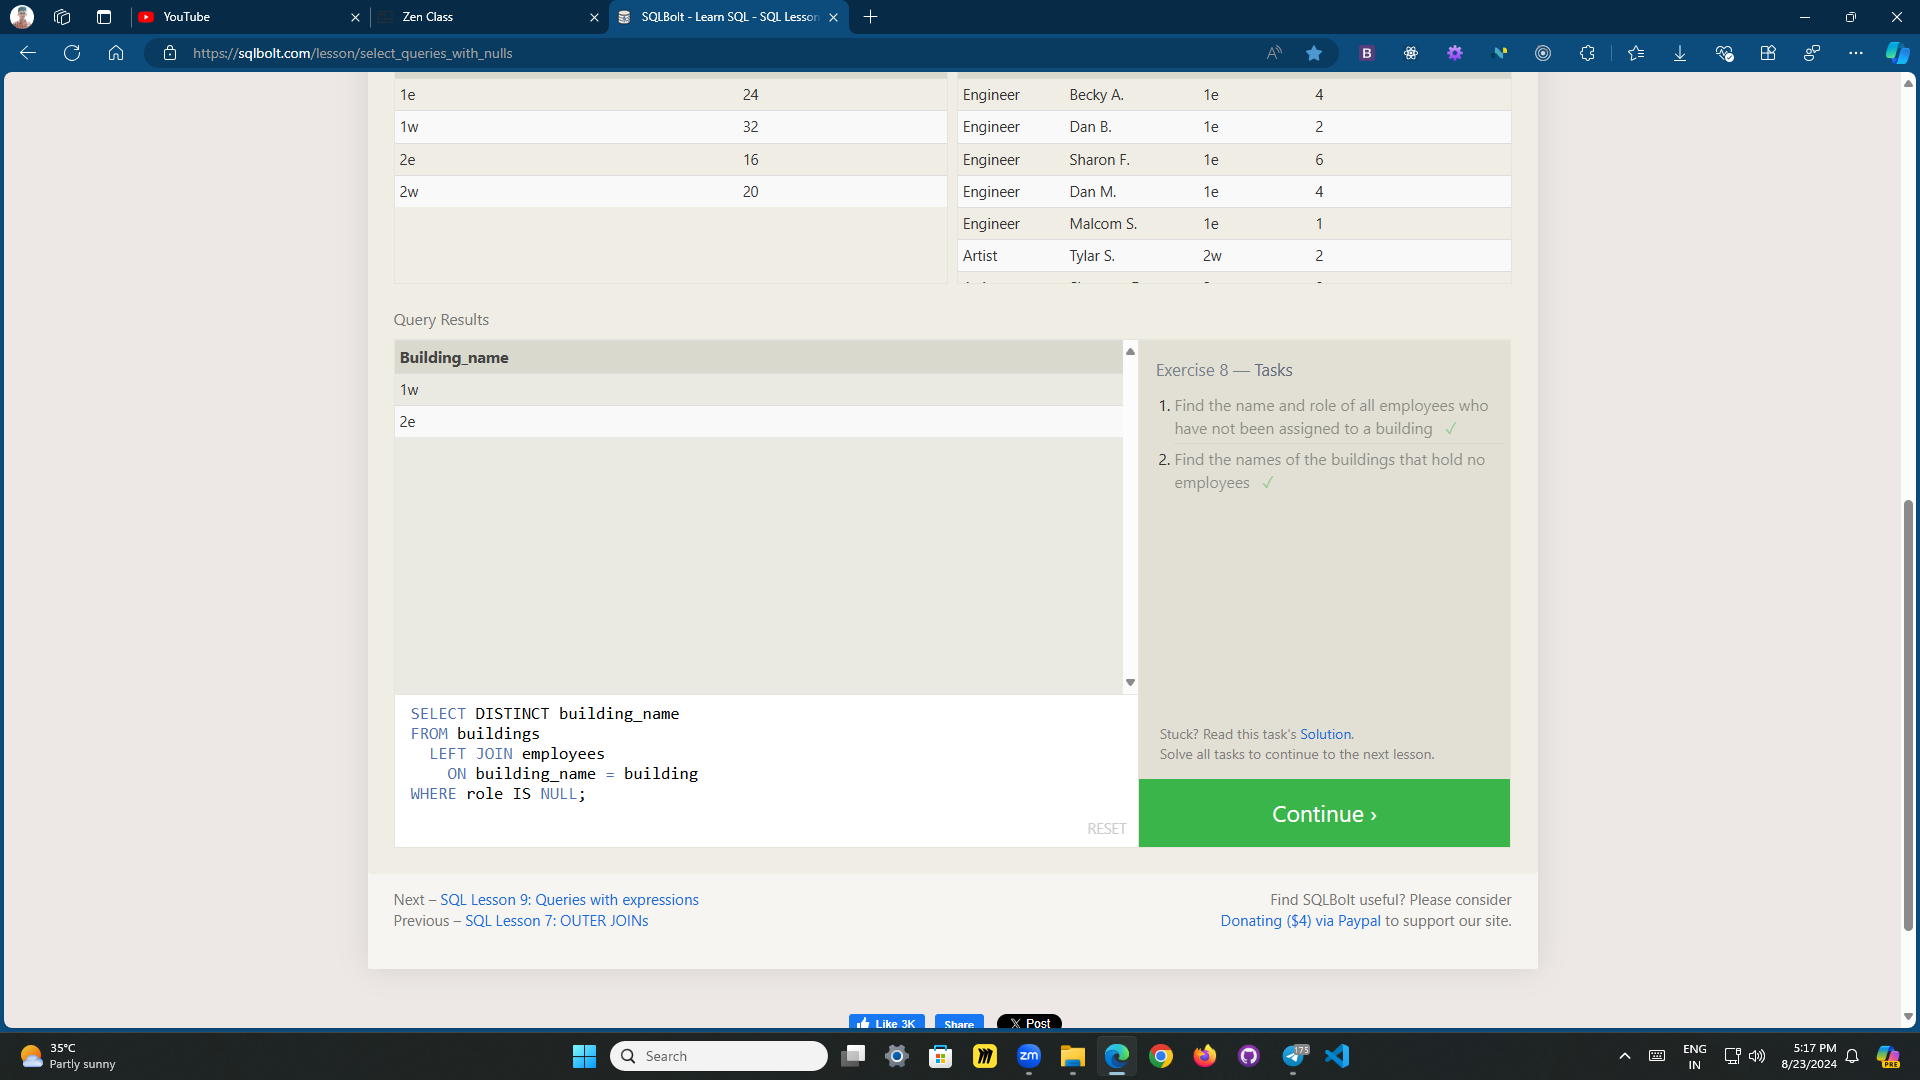 YouTube
Zen Class
SQLBolt - Learn SQL - SQL Lesson
https://sqlbolt.com/lesson/select_queries_with_nulls
1e 24
1w 32
2e 16
2w 20
Engineer Becky A. 1e 4
Engineer Dan B. 1e 2
Engineer Sharon F. 1e 6
Engineer Dan M. 1e 4
Engineer Malcom S. 1e 1
Artist Tylar S. 2w 2
Query Results
Building_name
1w
2e
Exercise 8 — Tasks
1. Find the name and role of all employees who
have not been assigned to a building ✓
2. Find the names of the buildings that hold no
employees ✓
SELECT DISTINCT building_name
FROM buildings
LEFT JOIN employees
ON building_name = building
WHERE role IS NULL;
RESET
Stuck? Read this task's Solution.
Solve all tasks to continue to the next lesson.
Continue ›
Next – SQL Lesson 9: Queries with expressions
Previous – SQL Lesson 7: OUTER JOINs
Find SQLBolt useful? Please consider
Donating ($4) via Paypal to support our site.
Like 3K
Share
X Post
35°C
Partly sunny
Search
zm
175
ENG
IN
5:17 PM
8/23/2024
PRE